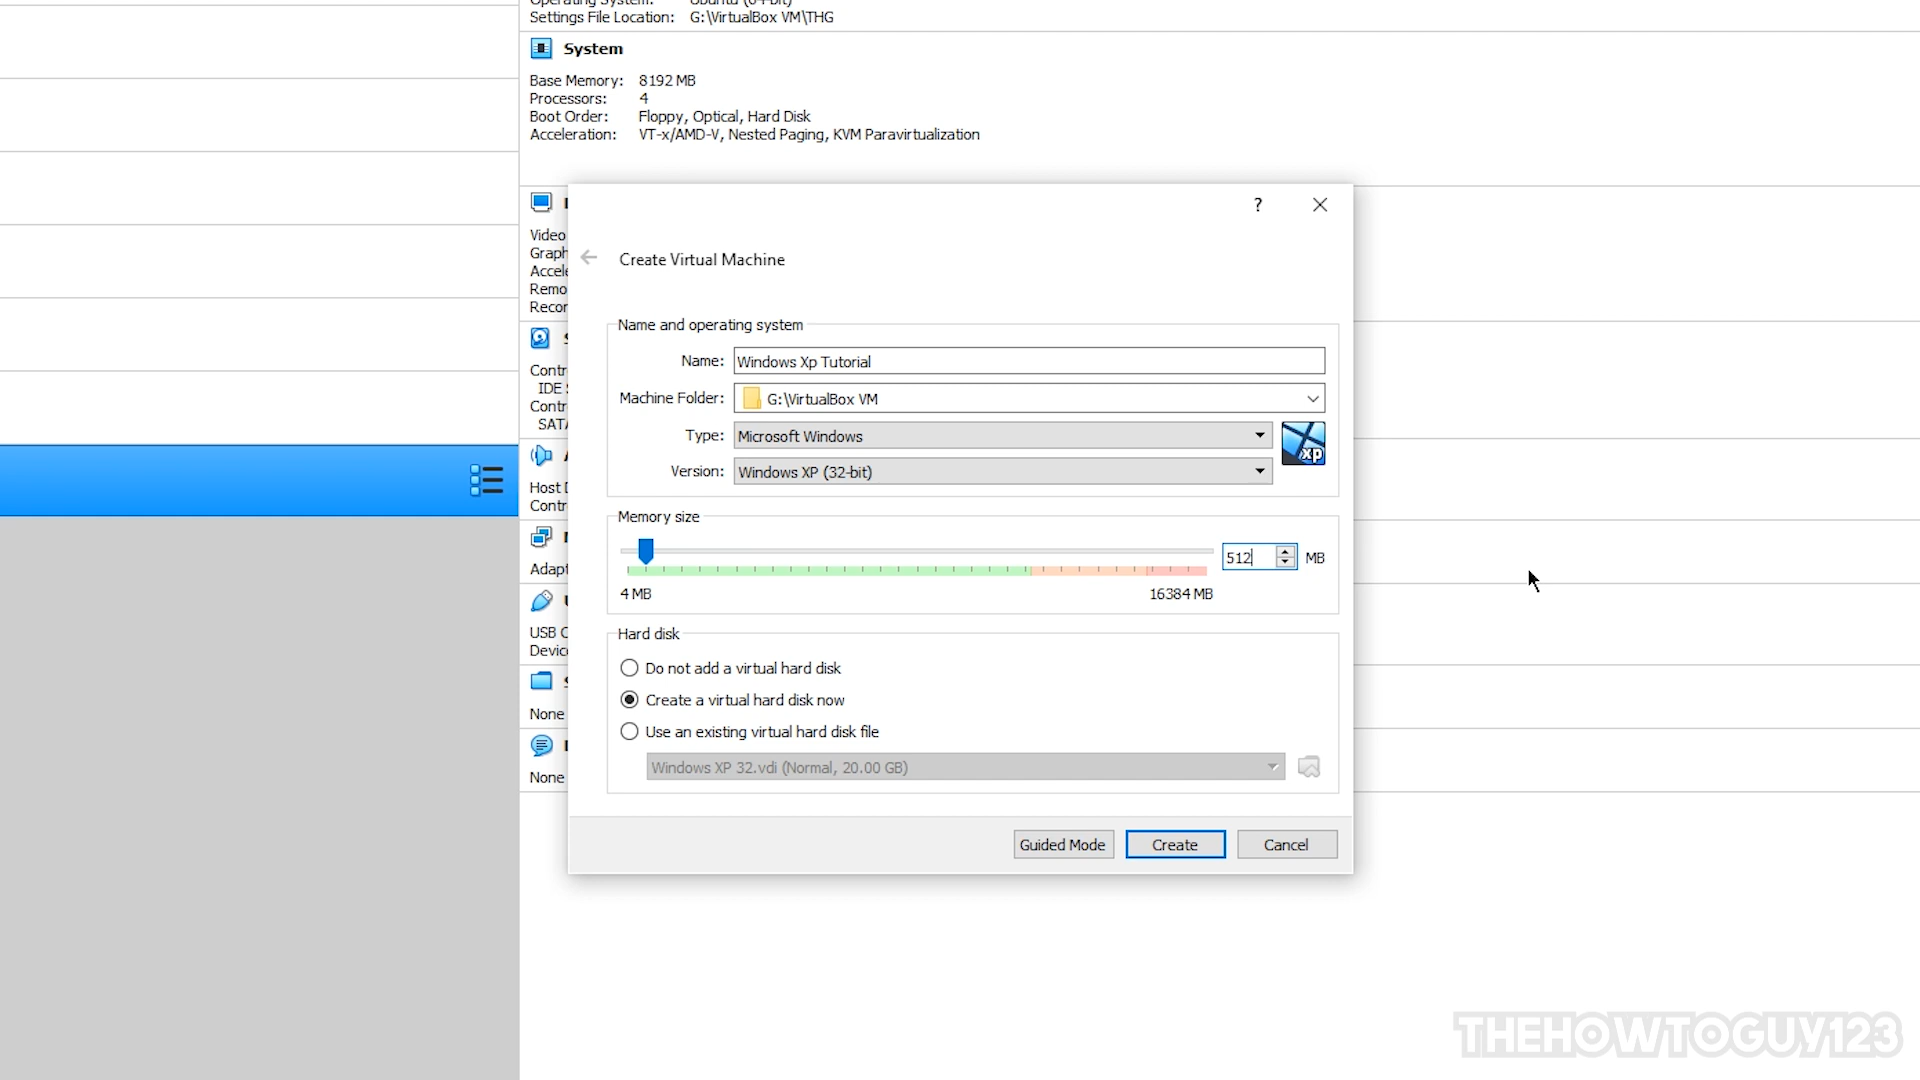 Settings File Location: G:\VirtualBox VM\THG
System
Base Memory: 8192 MB
Processors: 4
Boot Order: Floppy, Optical, Hard Disk
Acceleration: VT-x/AMD-V, Nested Paging, KVM Paravirtualization
?
Video
Graph
Create Virtual Machine
Accele
Remo
Recor
Name and operating system
Name: Windows Xp Tutorial
Contr
IDE
Machine Folder: G:\VirtualBox VM
Contr
SATA
Type: Microsoft Windows
xp
Version: Windows XP (32-bit)
Host D
Contr
Memory size
512 MB
Adapt
4 MB
16384 MB
Hard disk
USB C
Device
Do not add a virtual hard disk
Create a virtual hard disk now
None
Use an existing virtual hard disk file
Windows XP 32.vdi (Normal, 20.00 GB)
None
Guided Mode
Create
Cancel
THEHOWTOGUY123